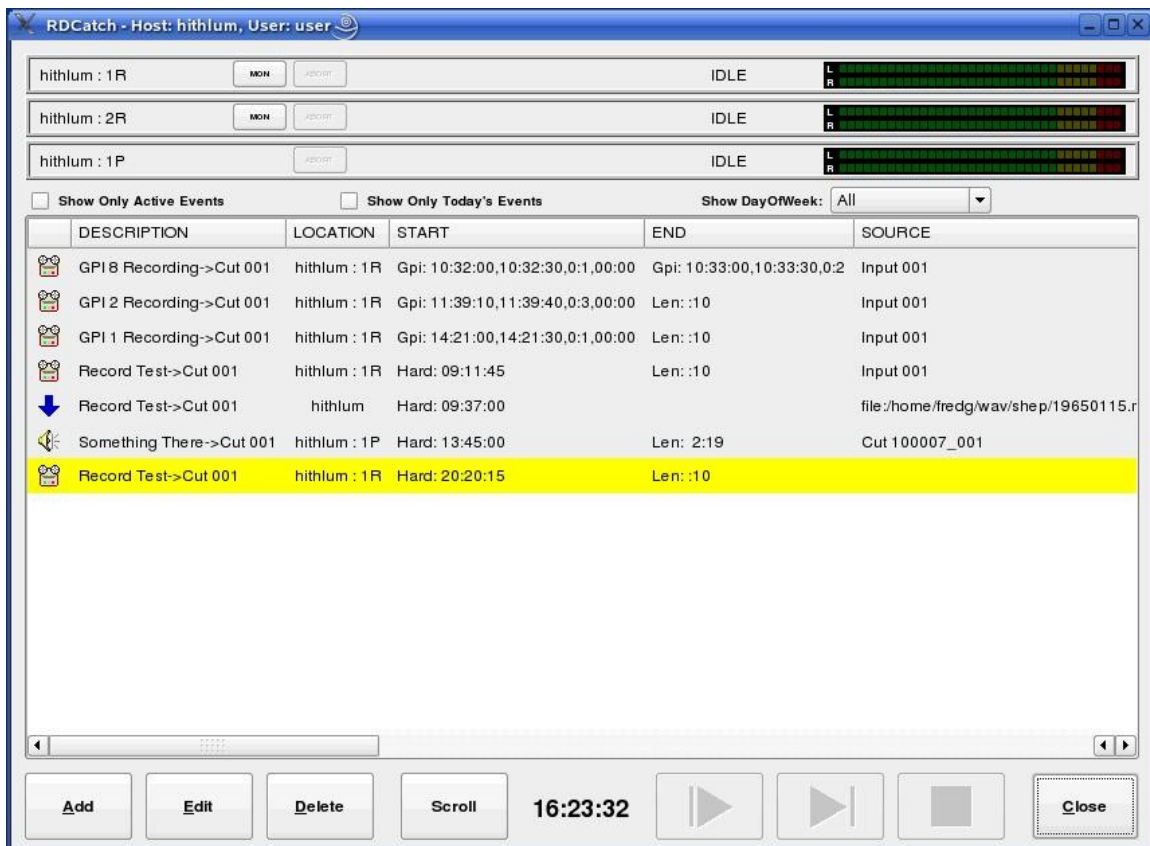 RDCatch - Host: hithlum, User: user
hithlum : 1R MON ABORT IDLE L R
hithlum : 2R MON ABORT IDLE L R
hithlum : 1P ABORT IDLE L R
Show Only Active Events Show Only Today's Events Show DayOfWeek: All
DESCRIPTION LOCATION START END SOURCE
GPI 8 Recording->Cut 001 hithlum : 1R Gpi: 10:32:00,10:32:30,0:1,00:00 Gpi: 10:33:00,10:33:30,0:2 Input 001
GPI 2 Recording->Cut 001 hithlum : 1R Gpi: 11:39:10,11:39:40,0:3,00:00 Len: :10 Input 001
GPI 1 Recording->Cut 001 hithlum : 1R Gpi: 14:21:00,14:21:30,0:1,00:00 Len: :10 Input 001
Record Test->Cut 001 hithlum : 1R Hard: 09:11:45 Len: :10 Input 001
Record Test->Cut 001 hithlum Hard: 09:37:00 file:/home/fredg/wav/shep/19650115.r
Something There->Cut 001 hithlum : 1P Hard: 13:45:00 Len: 2:19 Cut 100007_001
Record Test->Cut 001 hithlum : 1R Hard: 20:20:15 Len: :10
Add Edit Delete Scroll 16:23:32 Close